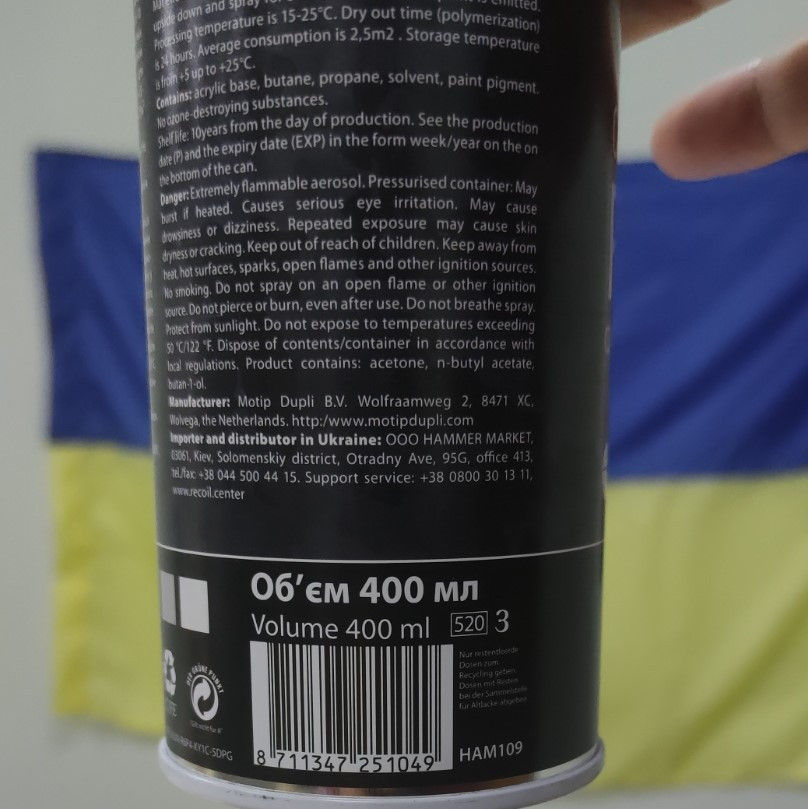 upside down and spray for
emitted.
Processing temperature is 15-25°C. Dry out time (polymerization)
is 24 hours. Average consumption is 2,5m2 . Storage temperature
is from +5 up to +25°C.
Contains: acrylic base, butane, propane, solvent, paint pigment.
No ozone-destroying substances.
Shelf life: 10years from the day of production. See the production
date (P) and the expiry date (EXP) in the form week/year on the on
the bottom of the can.
Danger: Extremely flammable aerosol. Pressurised container: May
burst if heated. Causes serious eye irritation. May cause
drowsiness or dizziness. Repeated exposure may cause skin
dryness or cracking. Keep out of reach of children. Keep away from
heat, hot surfaces, sparks, open flames and other ignition sources.
No smoking. Do not spray on an open flame or other ignition
source. Do not pierce or burn, even after use. Do not breathe spray.
Protect from sunlight. Do not expose to temperatures exceeding
50 °C/122 °F. Dispose of contents/container in accordance with
local regulations. Product contains: acetone, n-butyl acetate,
butan-1-ol.
Manufacturer: Motip Dupli B.V. Wolfraamweg 2, 8471 XC,
Wolvega, the Netherlands. http:/www.motipdupli.com
Importer and distributor in Ukraine: OOO HAMMER MARKET,
03061, Kiev, Solomenskiy district, Otradny Ave, 95G, office 413,
tel./fax: +38 044 500 44 15. Support service: +38 0800 30 13 11,
www.recoil.center
Об'єм 400 мл
Volume 400 ml 520 3
DER GRÜNE PUNKT
Nur restentleerte
Dosen zum
Recycling geben.
Dosen mit Resten
bei der Sammelstelle
für Altlacke abgeben
8 711347 251049
HAM109